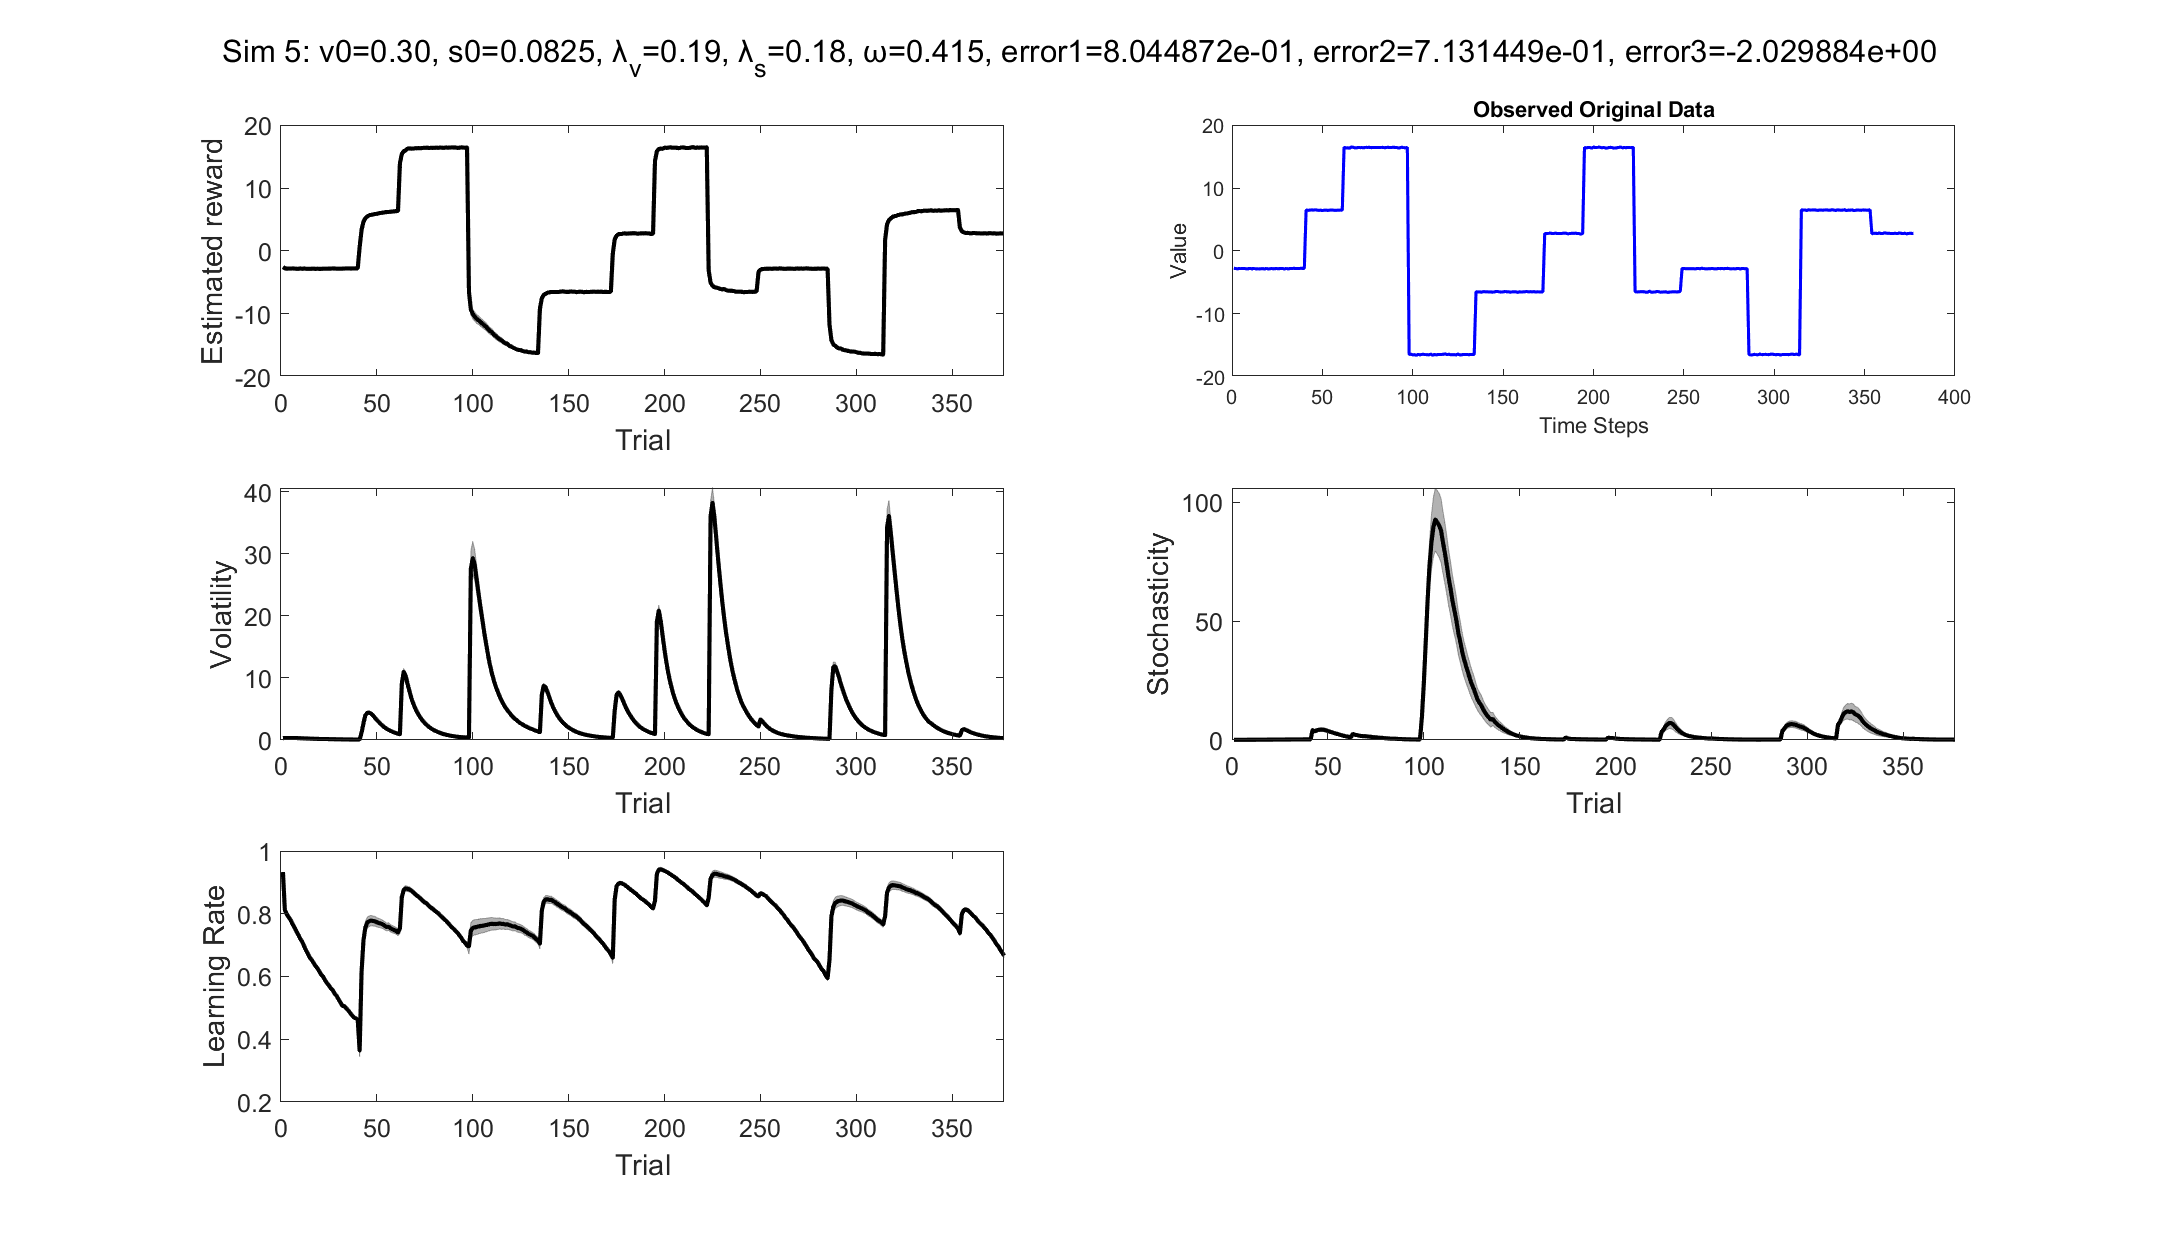 Sim 5: v0=0.30, s0=0.0825, λ_v=0.19, λ_s=0.18, ω=0.415, error1=8.044872e-01, error2=7.131449e-01, error3=-2.029884e+00
Estimated reward
20
10
0
-10
-20
0 50 100 150 200 250 300 350
Trial
Observed Original Data
Value
20
10
0
-10
-20
0 50 100 150 200 250 300 350 400
Time Steps
Volatility
40
30
20
10
0
0 50 100 150 200 250 300 350
Trial
Stochasticity
100
50
0
0 50 100 150 200 250 300 350
Trial
Learning Rate
1
0.8
0.6
0.4
0.2
0 50 100 150 200 250 300 350
Trial